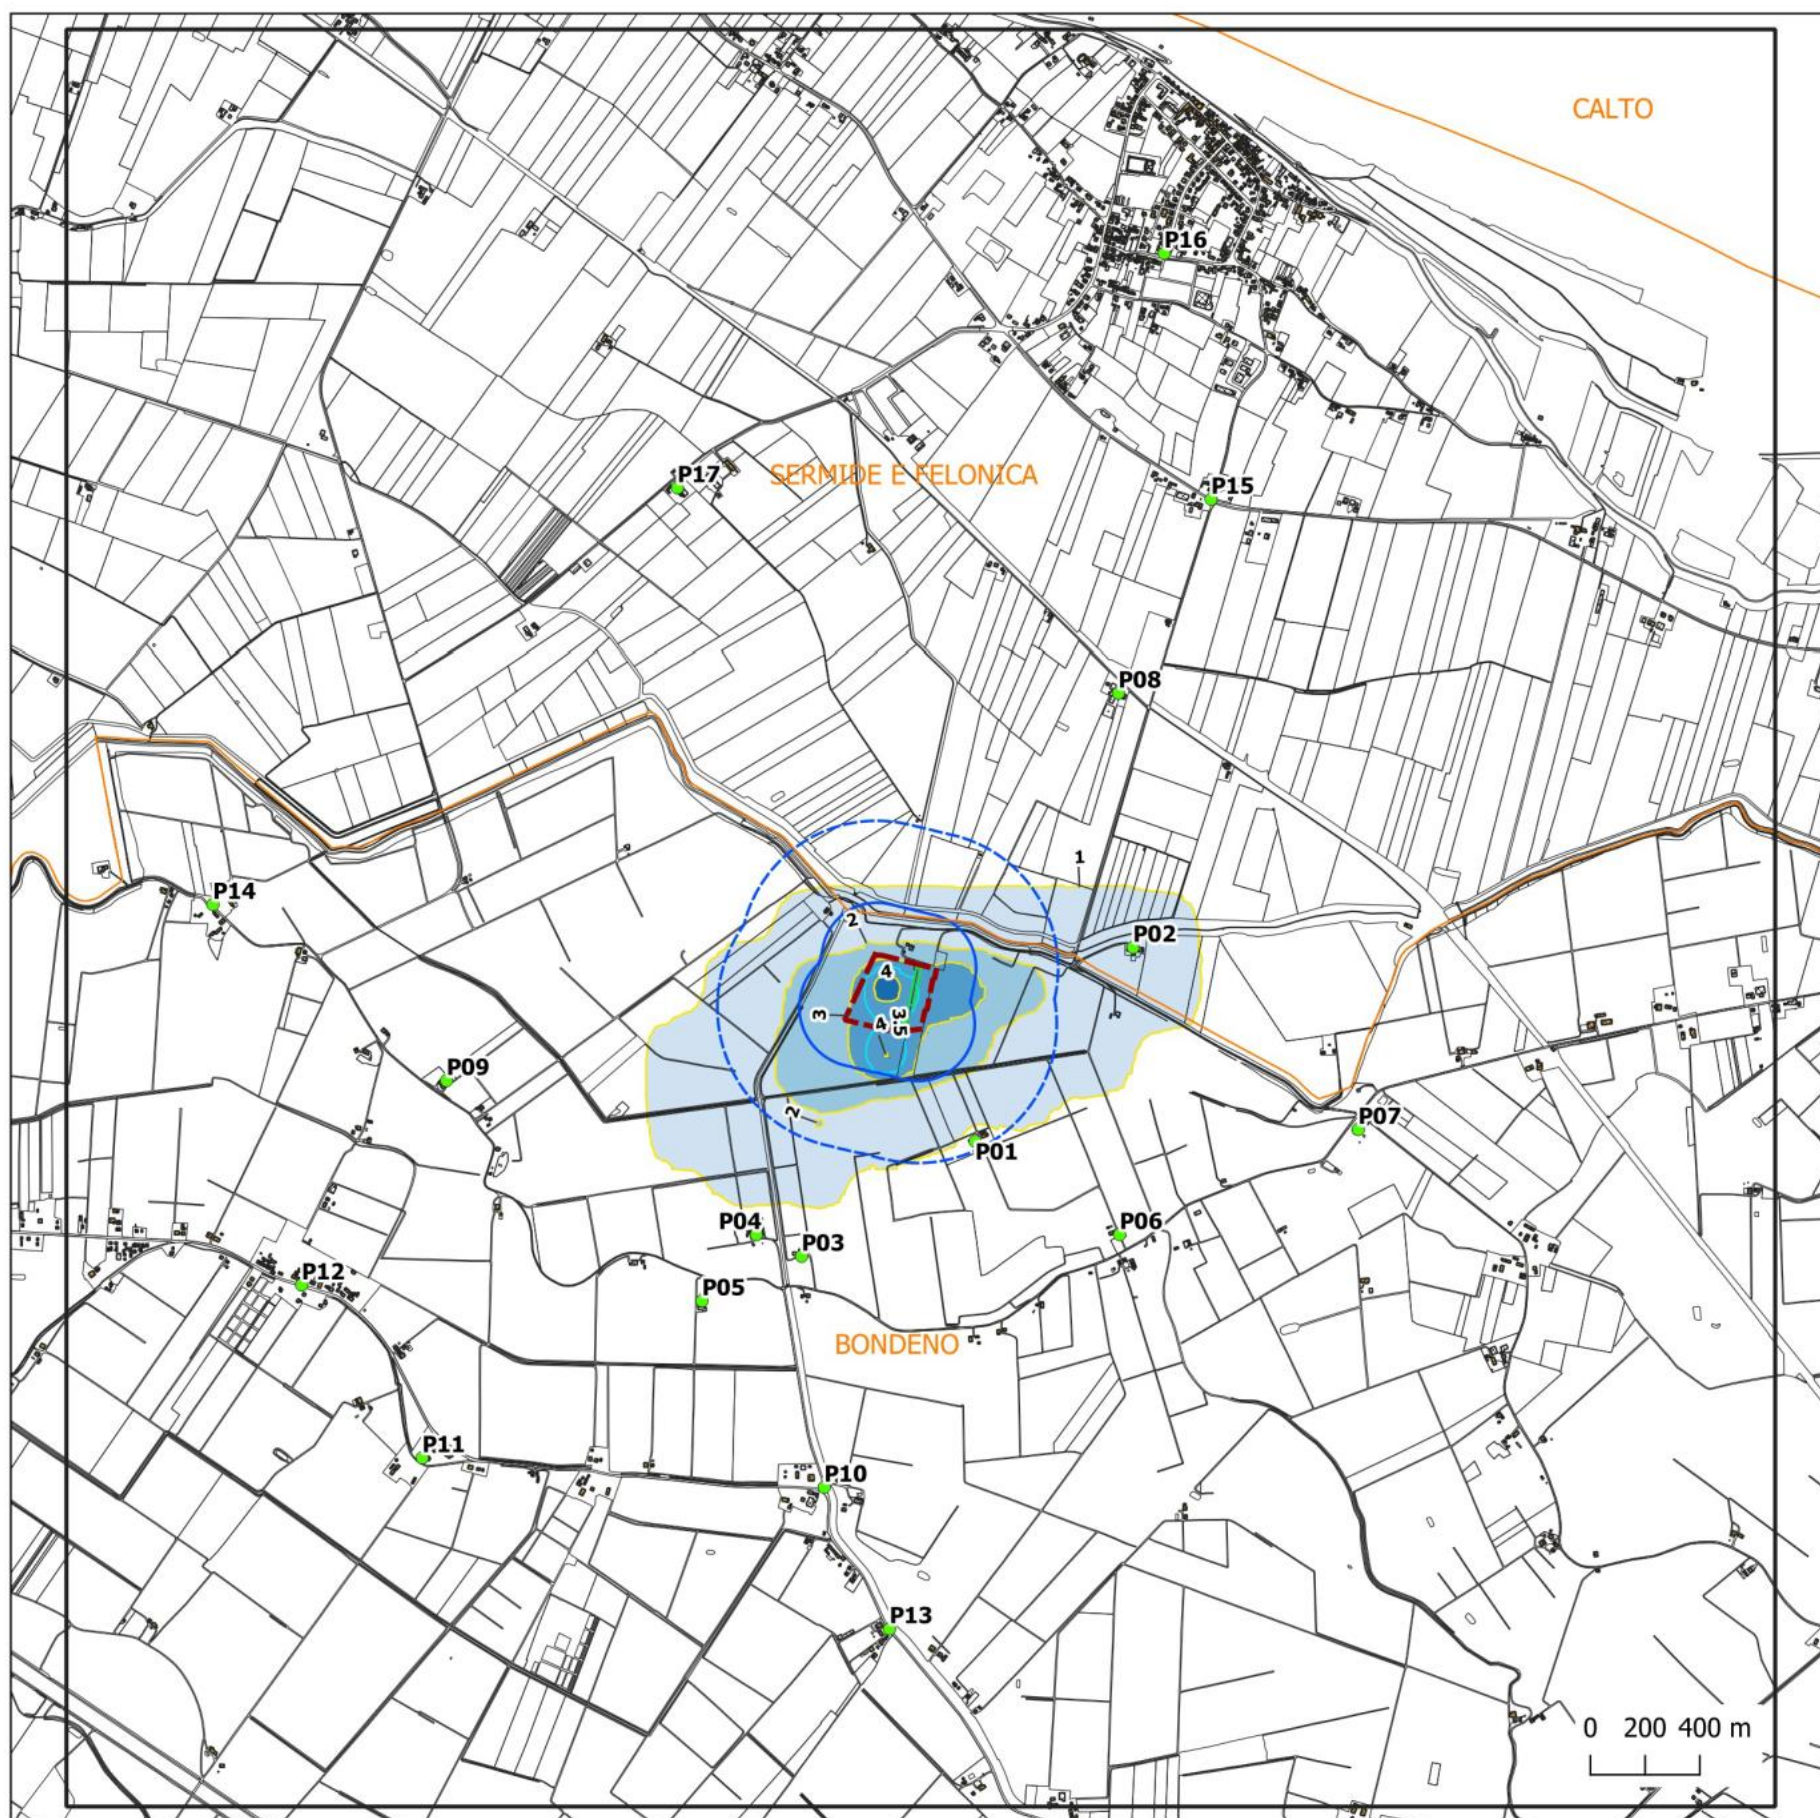 CALTO
P16
P17
SERMIDE E FELONICA
P15
P08
1
P14
2
P02
4
3
4
3.5
P09
2
P07
P01
P04
P06
P03
P12
P05
BONDENO
P11
P10
P13
0 200 400 m